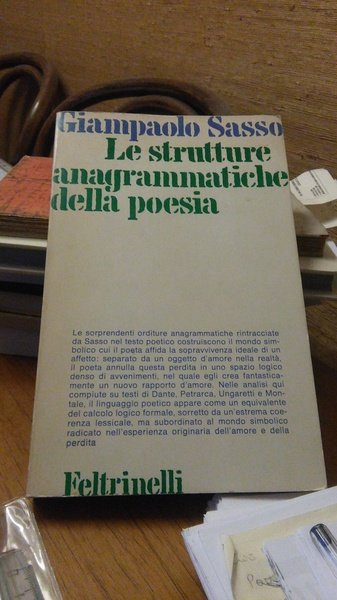 Giampaolo Sasso
Le strutture
anagrammatiche
della poesia
Le sorprendenti orditure anagrammatiche rintracciate
da Sasso nel testo poetico costruiscono il mondo sim-
bolico cui il poeta affida la sopravvivenza ideale di un
affetto: separato da un oggetto d'amore nella realtà,
il poeta annulla questa perdita in uno spazio logico
denso di avvenimenti, nel quale egli crea fantastica-
mente un nuovo rapporto d'amore. Nelle analisi qui
compiute su testi di Dante, Petrarca, Ungaretti e Mon-
tale, il linguaggio poetico appare come un equivalente
del calcolo logico formale, sorretto da un'estrema coe-
renza lessicale, ma subordinato al mondo simbolico
radicato nell'esperienza originaria dell'amore e della
perdita
Feltrinelli